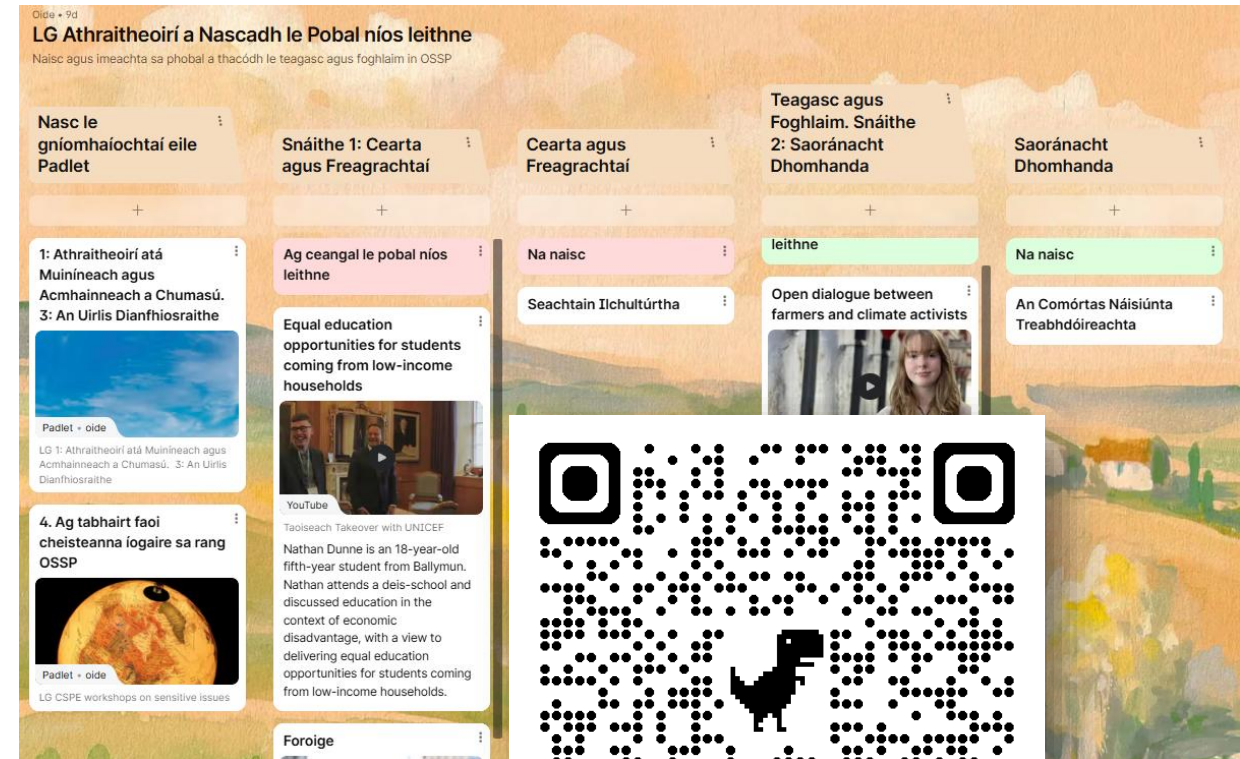 Oide • 9d
LG Athraitheoirí a Nascadh le Pobal níos leithne
Naisc agus imeachta sa phobal a thacódh le teagasc agus foghlaim in OSSP
Nasc le
gníomhaíochtaí eile
Padlet
1: Athraitheoirí atá
Muiníneach agus
Acmhainneach a Chumasú.
3: An Uirlis Dianfhiosraithe
Padlet • oide
LG 1: Athraitheoirí atá Muiníneach agus
Acmhainneach a Chumasú. 3: An Uirlis
Dianfhiosraithe
4. Ag tabhairt faoi
cheisteanna íogaire sa rang
OSSP
Padlet • oide
LG CSPE workshops on sensitive issues
Snáithe 1: Cearta
agus Freagrachtaí
Ag ceangal le pobal níos
leithne
Equal education
opportunities for students
coming from low-income
households
YouTube
Taoiseach Takeover with UNICEF
Nathan Dunne is an 18-year-old
fifth-year student from Ballymun.
Nathan attends a deis-school and
discussed education in the
context of economic
disadvantage, with a view to
delivering equal education
opportunities for students coming
from low-income households.
Foroige
Cearta agus
Freagrachtaí
Na naisc
Seachtain Ilchultúrtha
Teagasc agus
Foghlaim. Snáithe
2: Saoránacht
Dhomhanda
leithne
Open dialogue between
farmers and climate activists
Saoránacht
Dhomhanda
Na naisc
An Comórtas Náisiúnta
Treabhdóireachta